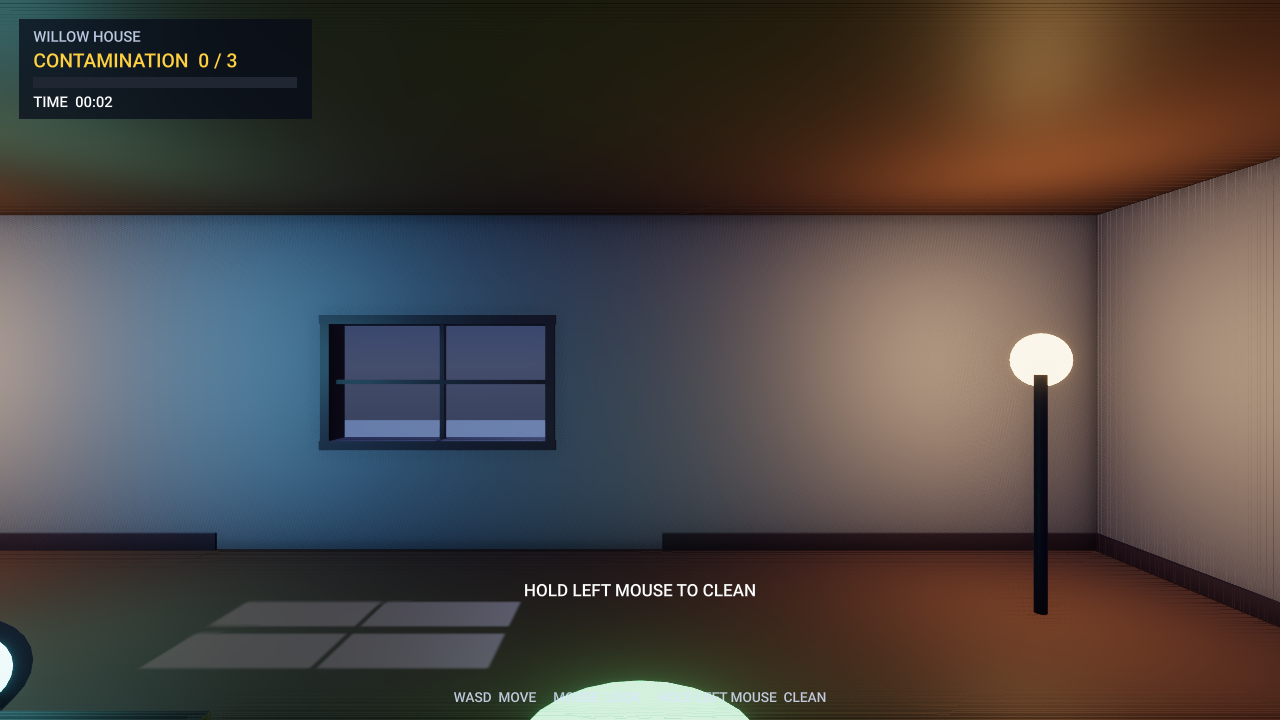 WILLOW HOUSE
CONTAMINATION 0 / 3
TIME 00:02
HOLD LEFT MOUSE TO CLEAN
WASD MOVE MOUSE CLEAN